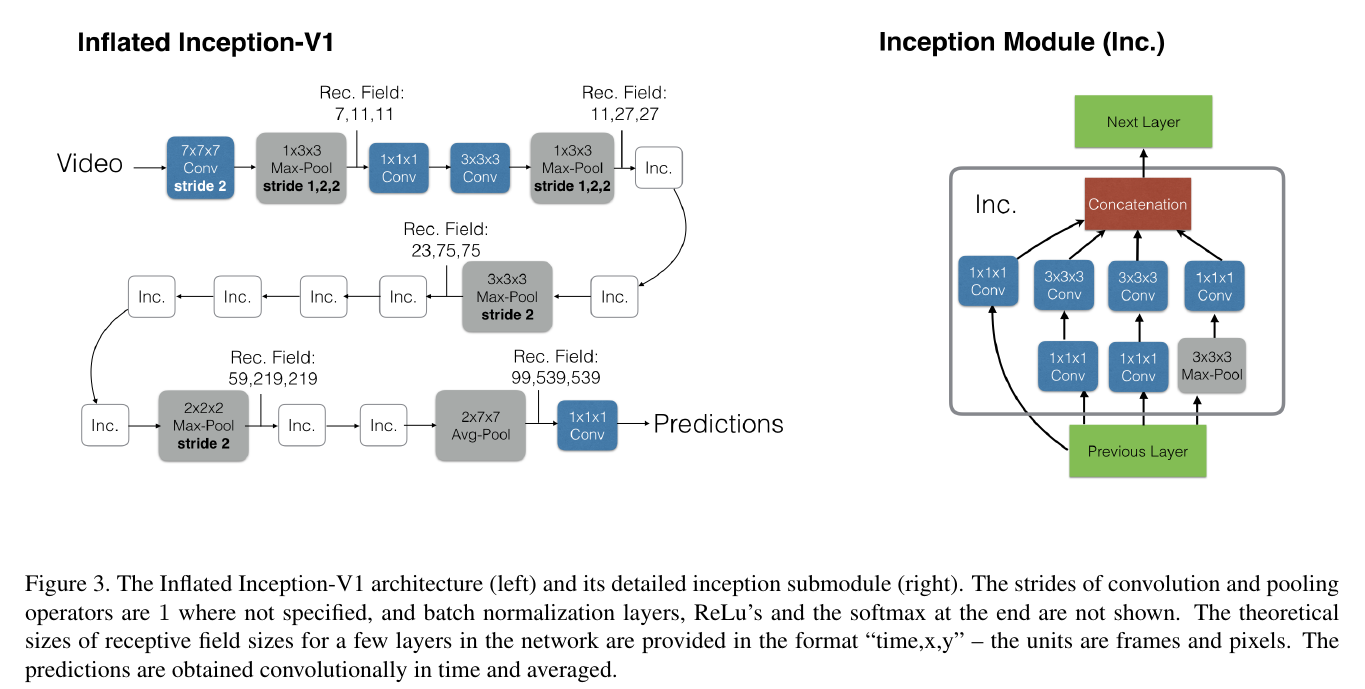 Inflated Inception-V1
Inception Module (Inc.)
Rec. Field:
7,11,11
Rec. Field:
11,27,27
Video
7x7x7
Conv
stride 2
1x3x3
Max-Pool
stride 1,2,2
1x1x1
Conv
3x3x3
Conv
1x3x3
Max-Pool
stride 1,2,2
Inc.
Rec. Field:
23,75,75
Inc.
Inc.
Inc.
Inc.
3x3x3
Max-Pool
stride 2
Inc.
Rec. Field:
59,219,219
Rec. Field:
99,539,539
Inc.
2x2x2
Max-Pool
stride 2
Inc.
Inc.
2x7x7
Avg-Pool
1x1x1
Conv
Predictions
Next Layer
Inc.
Concatenation
1x1x1
Conv
3x3x3
Conv
3x3x3
Conv
1x1x1
Conv
1x1x1
Conv
1x1x1
Conv
3x3x3
Max-Pool
Previous Layer
Figure 3. The Inflated Inception-V1 architecture (left) and its detailed inception submodule (right). The strides of convolution and pooling
operators are 1 where not specified, and batch normalization layers, ReLu's and the softmax at the end are not shown. The theoretical
sizes of receptive field sizes for a few layers in the network are provided in the format “time,x,y” – the units are frames and pixels. The
predictions are obtained convolutionally in time and averaged.